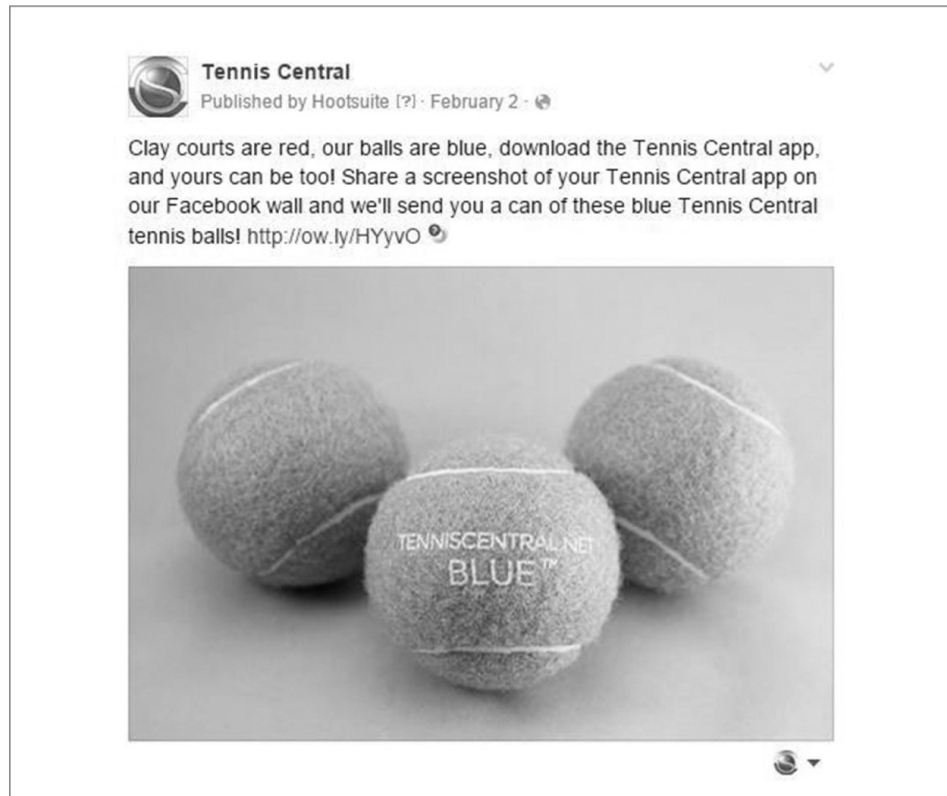 Tennis Central
Published by Hootsuite [?] · February 2 ·
Clay courts are red, our balls are blue, download the Tennis Central app,
and yours can be too! Share a screenshot of your Tennis Central app on
our Facebook wall and we'll send you a can of these blue Tennis Central
tennis balls! http://ow.ly/HYyvO
TENNISCENTRAL.NET
BLUE™